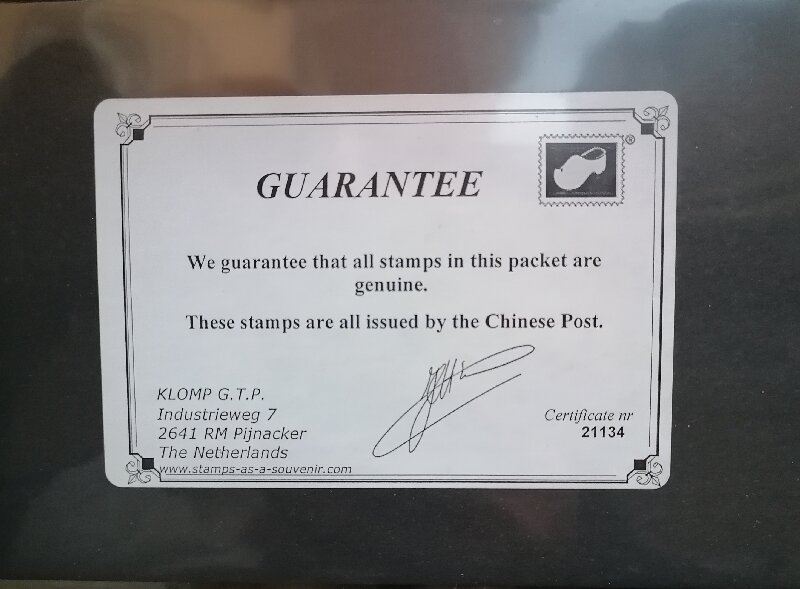 GUARANTEE
®
We guarantee that all stamps in this packet are
genuine.
These stamps are all issued by the Chinese Post.
KLOMP G.T.P.
Industrieweg 7
2641 RM Pijnacker
The Netherlands
www.stamps-as-a-souvenir.com
Certificate nr
21134